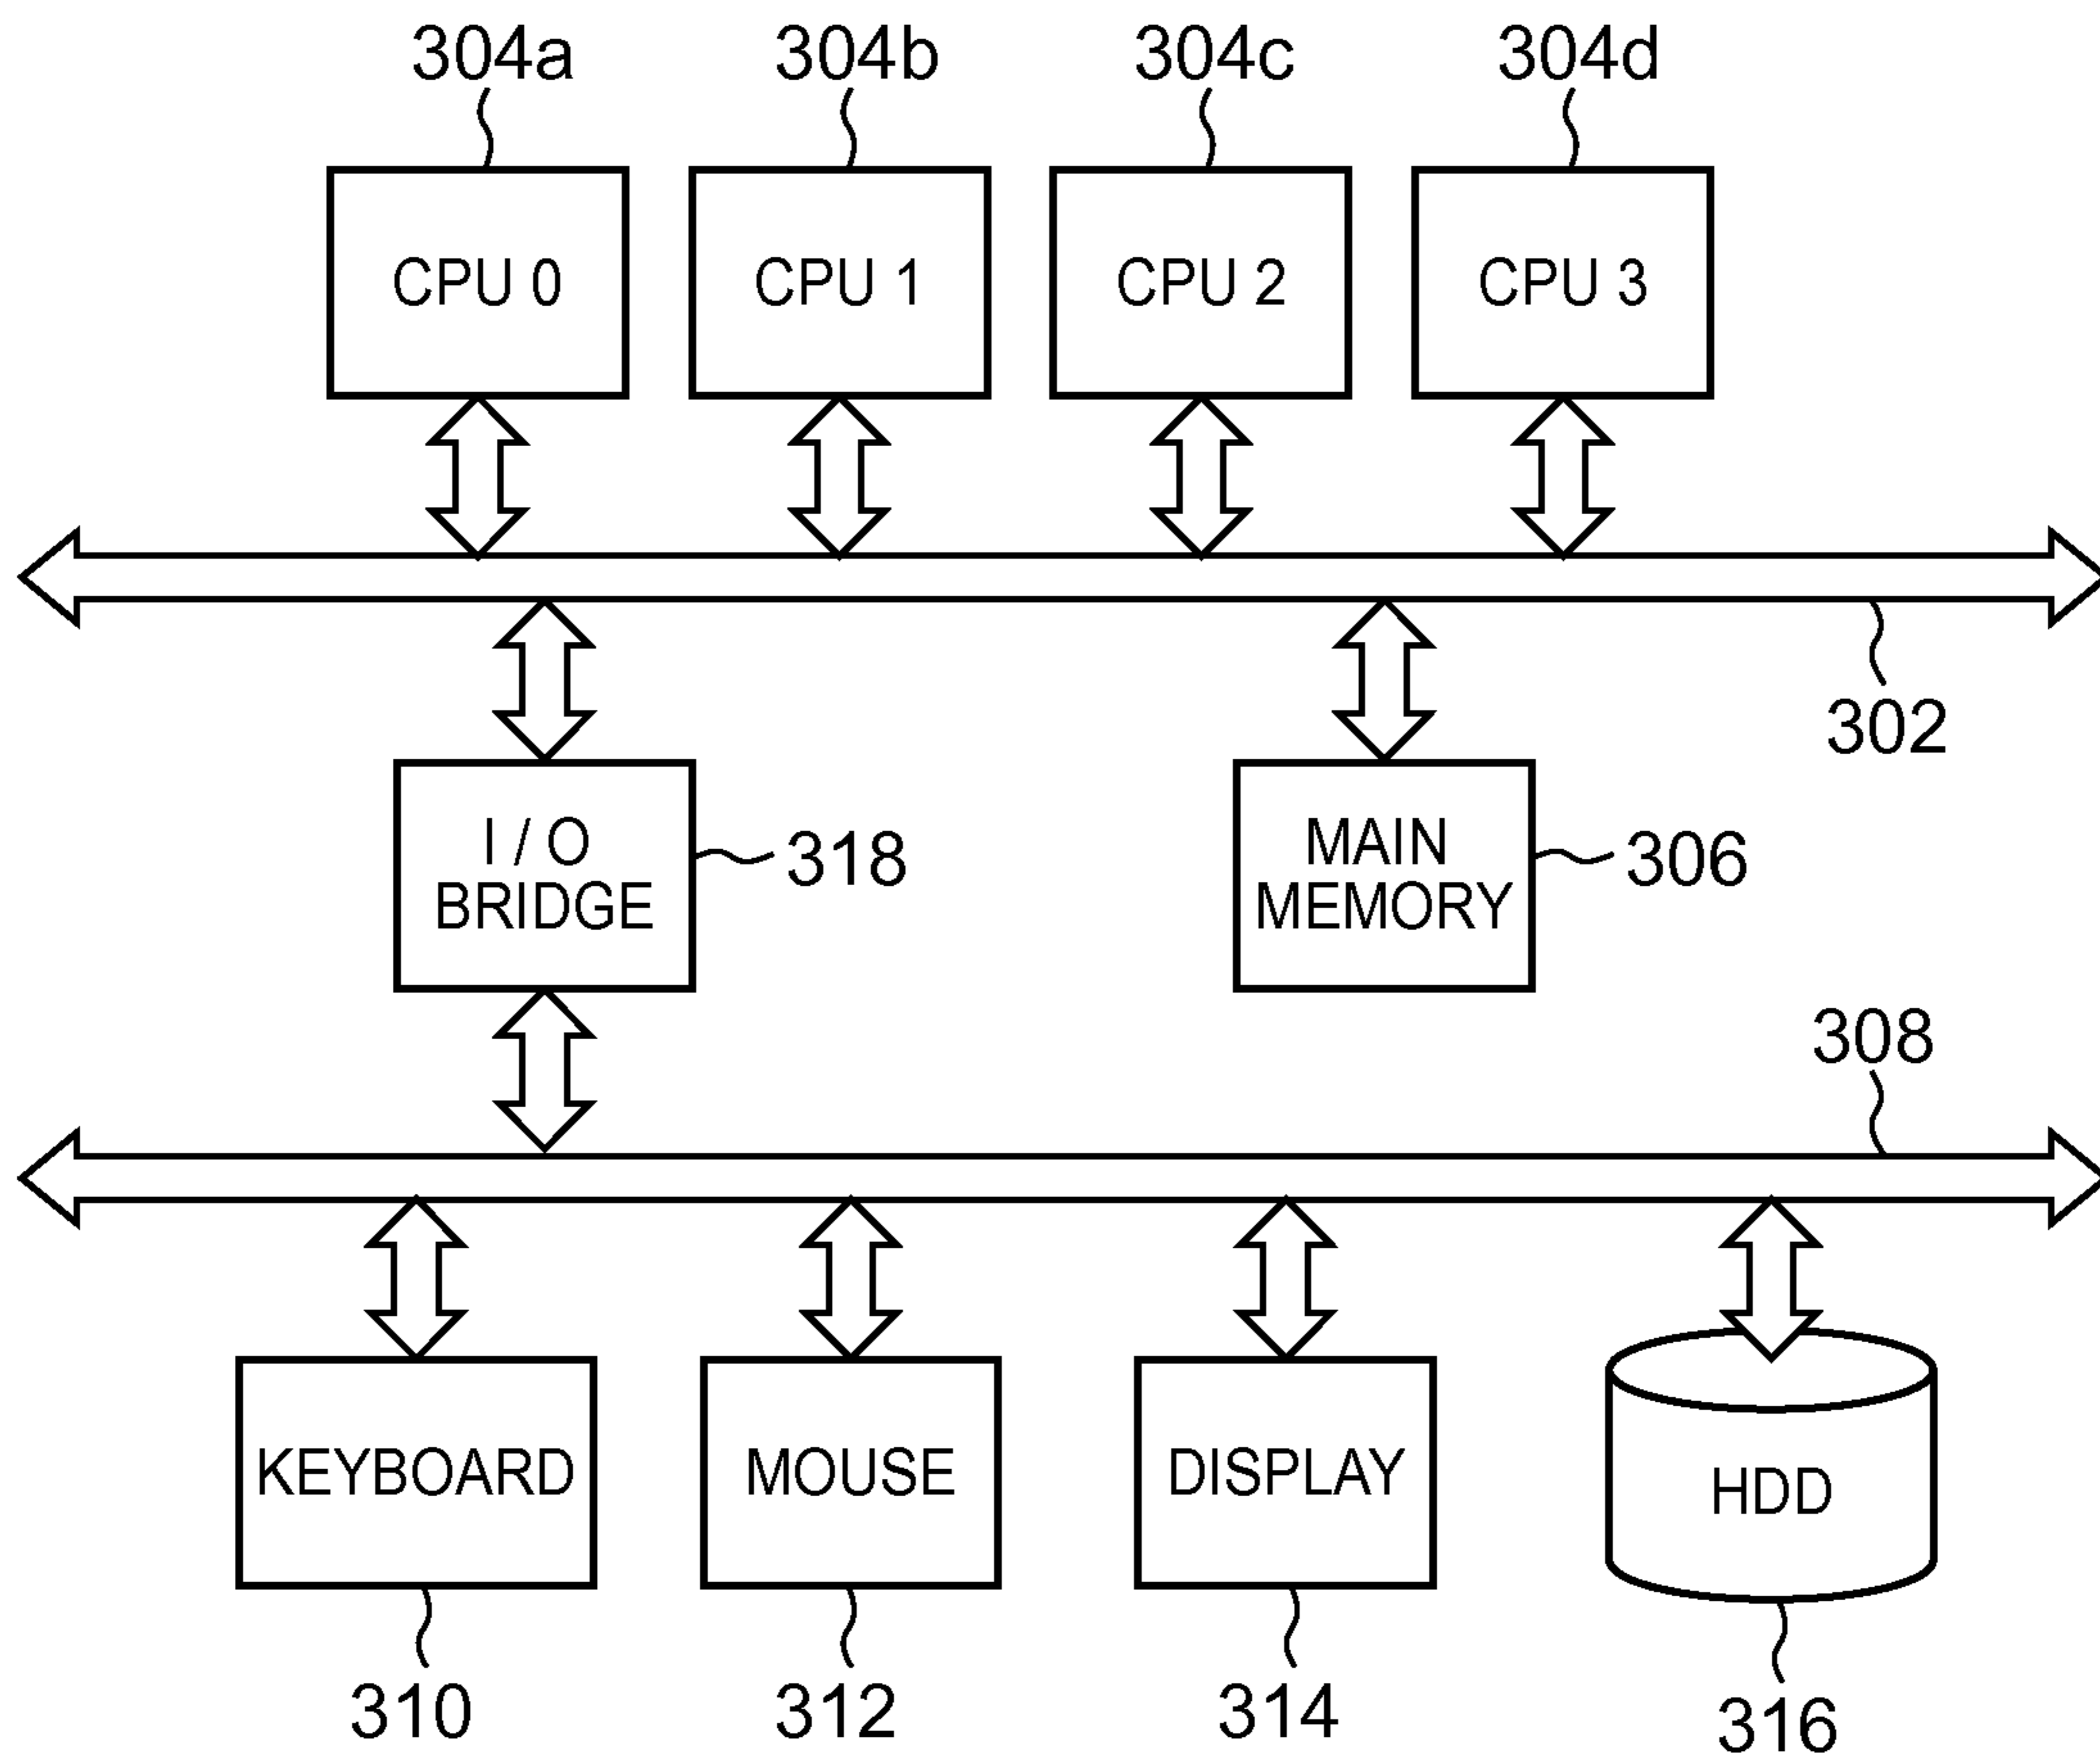 304a 304b 304c 304d
CPU 0 CPU 1 CPU 2 CPU 3
302
I / O
BRIDGE
318
MAIN
MEMORY
306
308
KEYBOARD MOUSE DISPLAY HDD
310 312 314 316